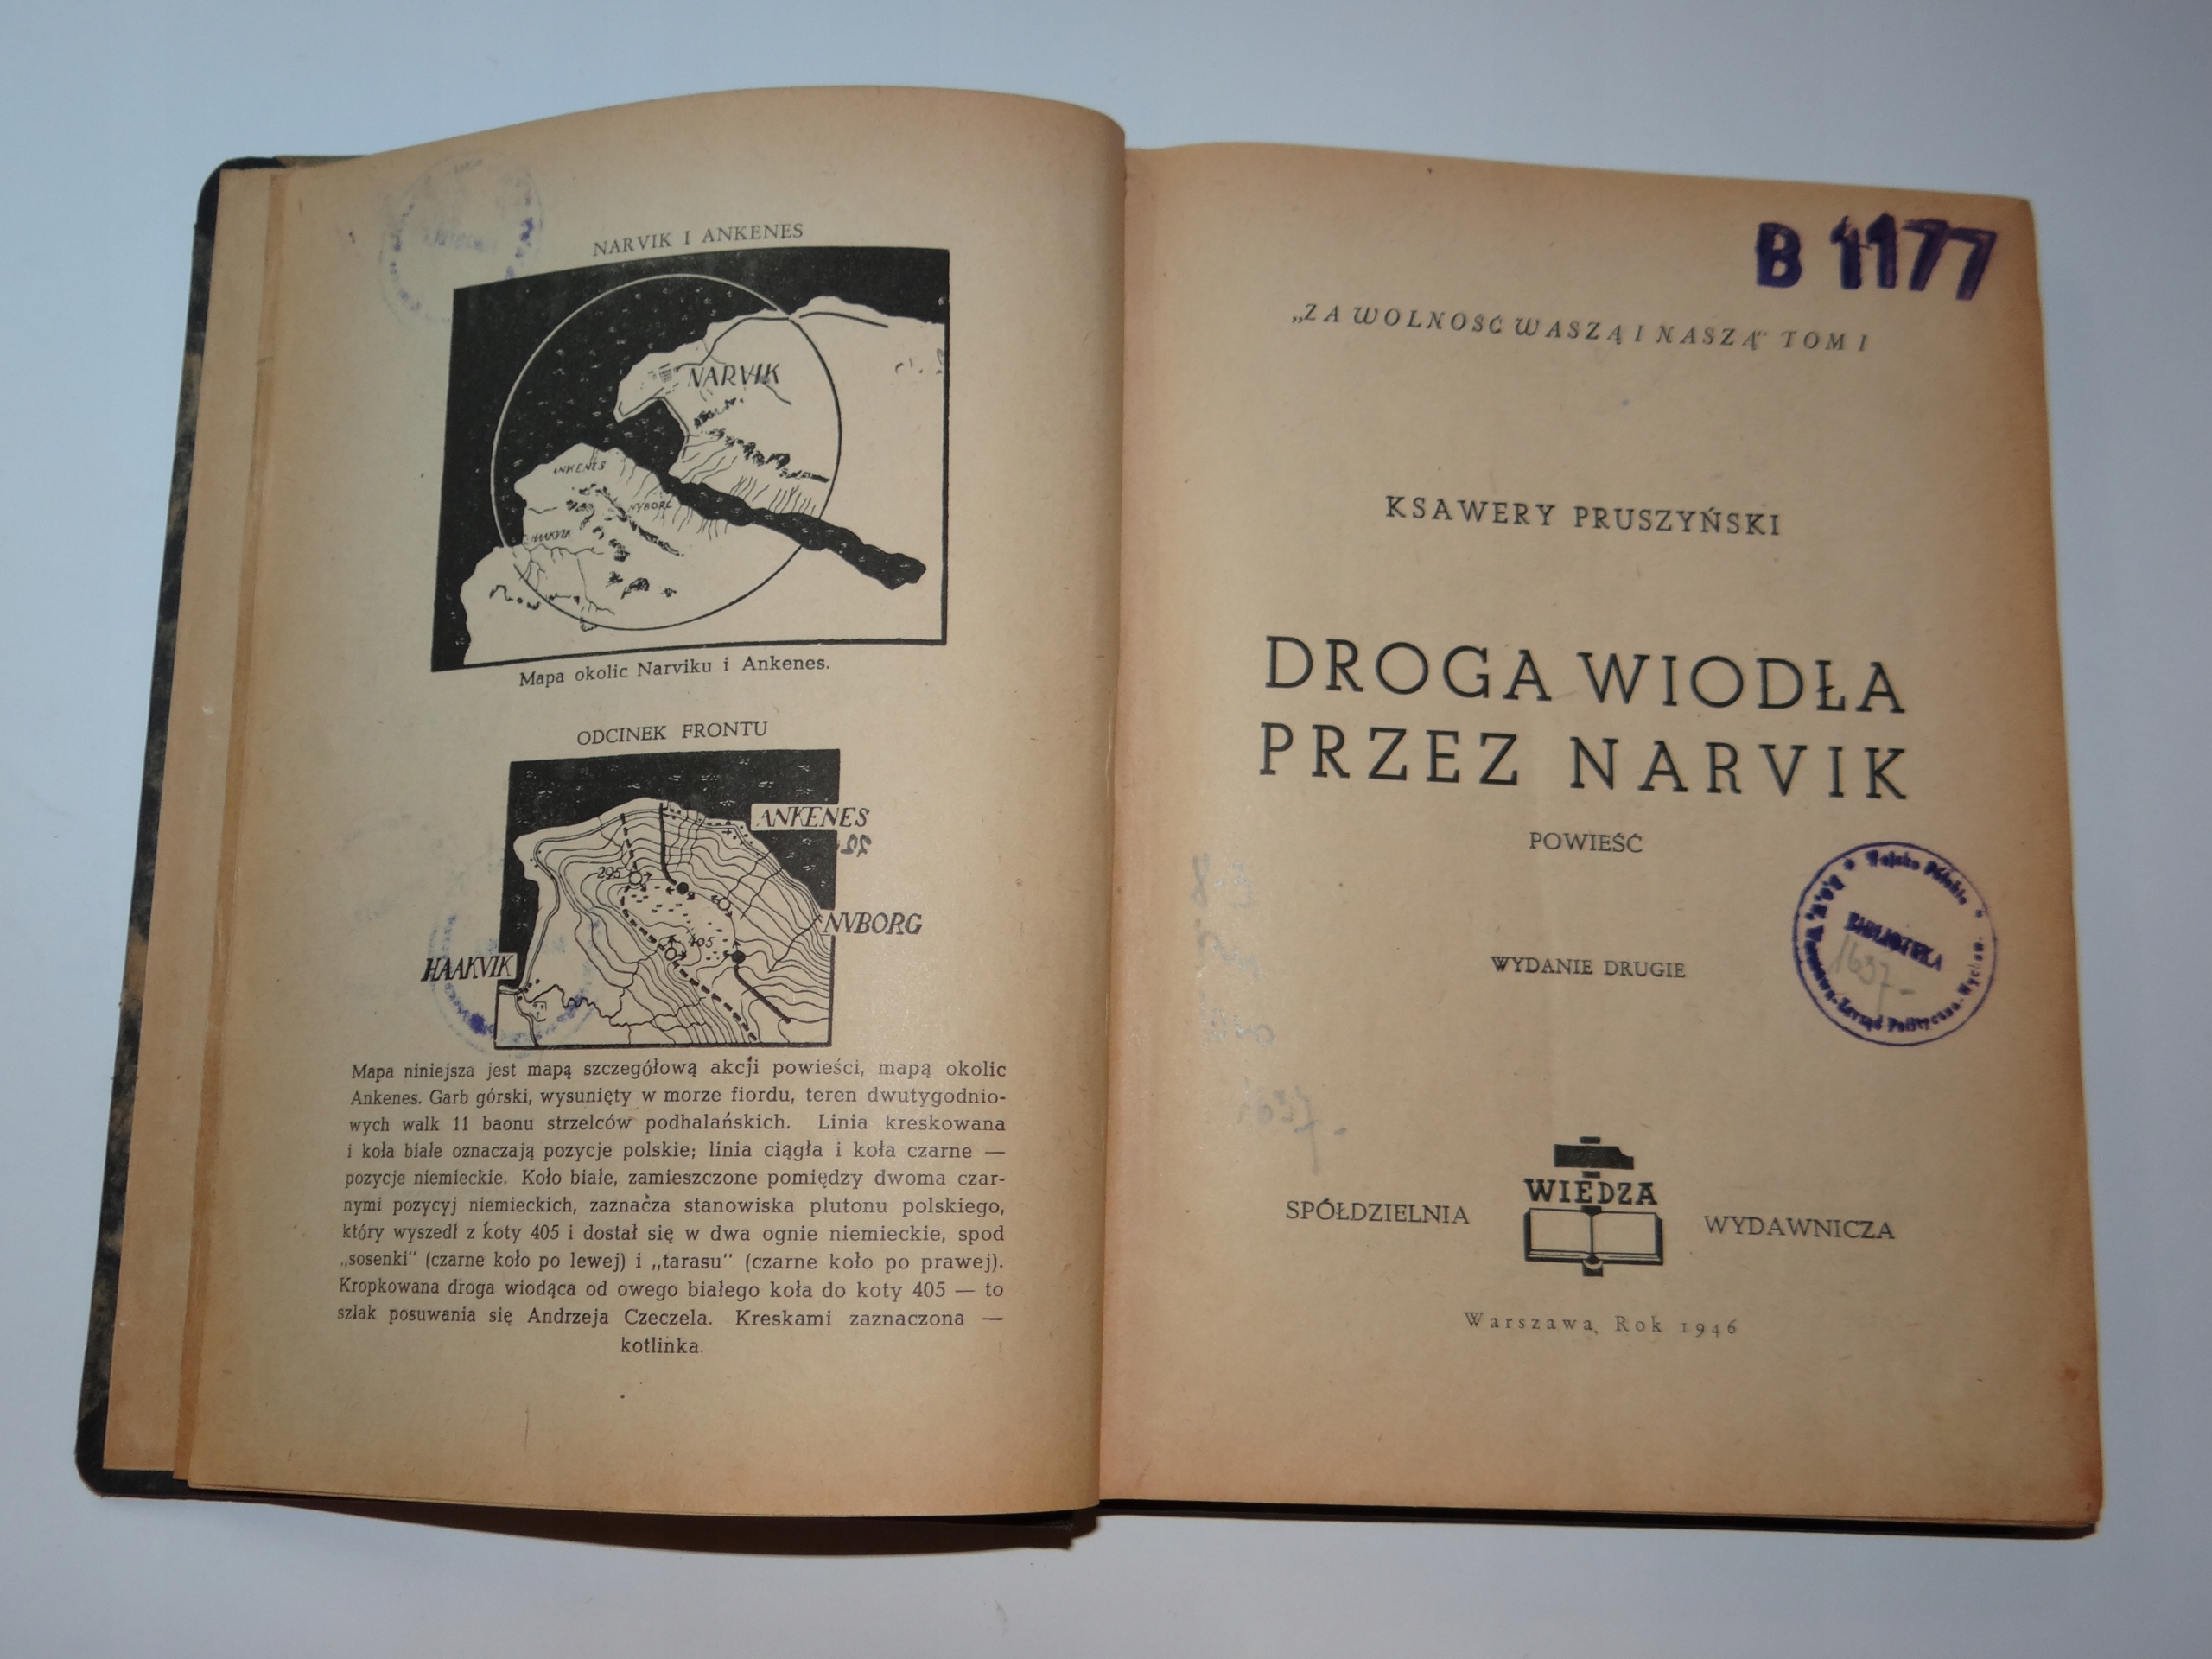 NARVIK I ANKENES
NARVIK
ANKENES
NYBORG
HAAKVIK
Mapa okolic Narviku i Ankenes.
ODCINEK FRONTU
ANKENES
295
NYBORG
405
HAAKVIK
Mapa niniejsza jest mapą szczegółową akcji powieści, mapą okolic
Ankenes. Garb górski, wysunięty w morze fiordu, teren dwutygodnio-
wych walk 11 baonu strzelców podhalańskich. Linia kreskowana
i koła białe oznaczają pozycje polskie; linia ciągła i koła czarne —
pozycje niemieckie. Koło białe, zamieszczone pomiędzy dwoma czar-
nymi pozycyj niemieckich, zaznacza stanowiska plutonu polskiego,
który wyszedł z koty 405 i dostał się w dwa ognie niemieckie, spod
„sosenki" (czarne koło po lewej) i „tarasu" (czarne koło po prawej).
Kropkowana droga wiodąca od owego białego koła do koty 405 — to
szlak posuwania się Andrzeja Czeczela. Kreskami zaznaczona —
kotlinka.
B 1177
„ZA WOLNOŚĆ WASZĄ I NASZĄ" TOM I
KSAWERY PRUSZYŃSKI
DROGA WIODŁA
PRZEZ NARVIK
POWIEŚĆ
WYDANIE DRUGIE
Wojsko Polskie
BIBLIOTEKA
1637-
Zarząd Polityczno-Wychow.
SPÓŁDZIELNIA WIEDZA WYDAWNICZA
Warszawa, Rok 1946